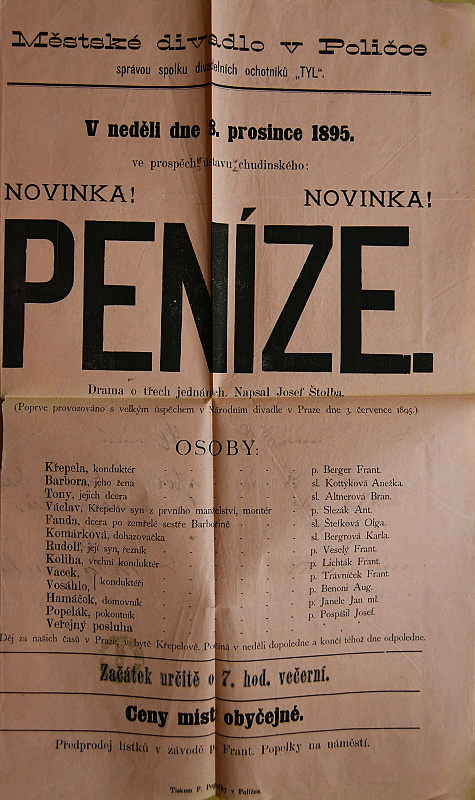 Městské divadlo v Poličce
správou spolku divadelních ochotníků „TYL“.
V neděli dne 8. prosince 1895.
ve prospěch ústavu chudinského:
NOVINKA! NOVINKA!
PENÍZE.
Drama o třech jednáních. Napsal Josef Štolba.
(Poprve provozováno s velkým úspěchem v Národním divadle v Praze dne 3. července 1895.)
OSOBY:
Křepela, konduktér - - - - - p. Berger Frant.
Barbora, jeho žena - - - - - sl. Kottyková Anežka.
Tony, jejich dcera - - - - - sl. Altnerová Bran.
Václav, Křepelův syn z prvního manželství, montér - - p. Slezák Ant.
Fanda, dcera po zemřelé sestře Barbořině - - - sl. Štefková Olga.
Komárková, dohazovačka - - - - sl. Bergrová Karla.
Rudolf, její syn, řezník - - - - - p. Veselý Frant.
Koliha, vrchní konduktér - - - - - p. Lichták Frant.
Vacek, } konduktéři - - - - - p. Trávníček Frant.
Vosáhlo, - - - - - p. Benoni Aug.
Hamáček, domovník - - - - - p. Janele Jan ml.
Popelák, pokoutník - - - - - p. Pospíšil Josef.
Veřejný posluha
Děj za našich časů v Praze, v bytě Křepelově. Počíná v neděli dopoledne a končí téhož dne odpoledne.
Začátek určitě o 7. hod. večerní.
Ceny míst obyčejné.
Předprodej lístků v závodě p. Frant. Popelky na náměstí.
Tiskem F. Popelky v Poličce.